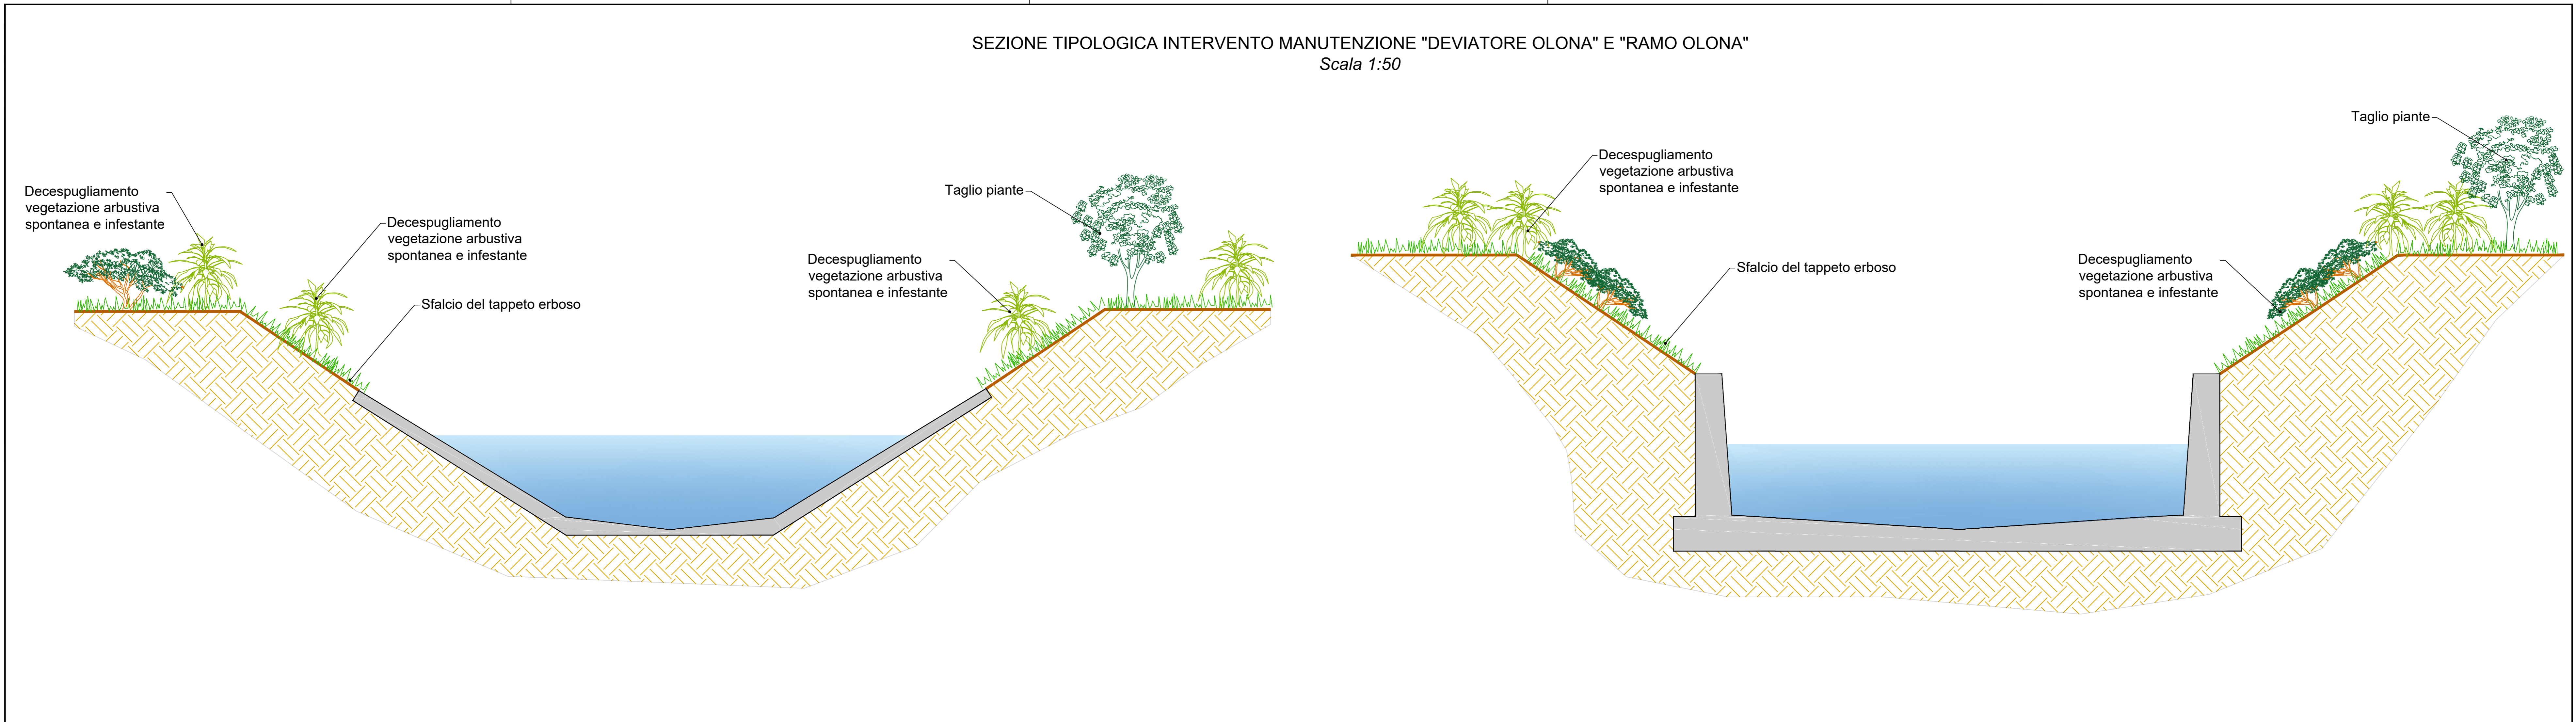 SEZIONE TIPOLOGICA INTERVENTO MANUTENZIONE "DEVIATORE OLONA" E "RAMO OLONA"
Scala 1:50
Decespugliamento
vegetazione arbustiva
spontanea e infestante
Decespugliamento
vegetazione arbustiva
spontanea e infestante
Sfalcio del tappeto erboso
Decespugliamento
vegetazione arbustiva
spontanea e infestante
Taglio piante
Decespugliamento
vegetazione arbustiva
spontanea e infestante
Sfalcio del tappeto erboso
Decespugliamento
vegetazione arbustiva
spontanea e infestante
Taglio piante